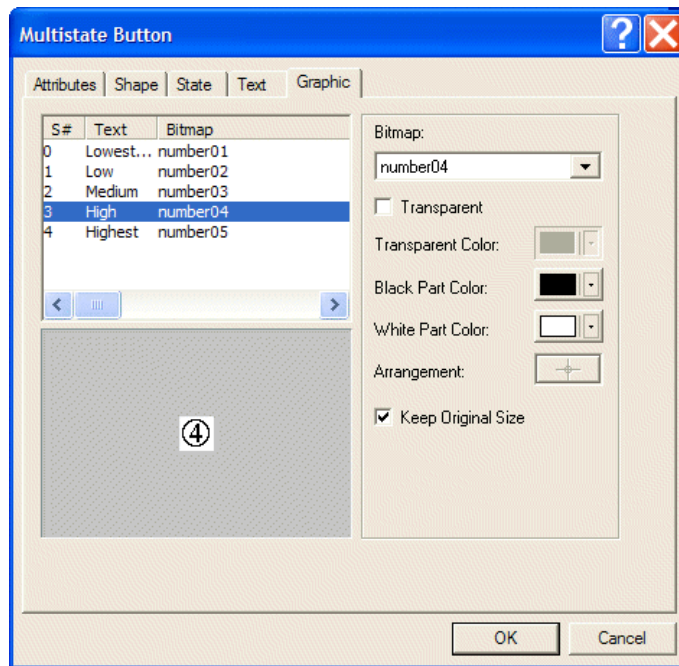 Multistate Button
Attributes Shape State Text Graphic
S# Text Bitmap
0 Lowest... number01
1 Low number02
2 Medium number03
3 High number04
4 Highest number05
④
Bitmap:
number04
Transparent
Transparent Color:
Black Part Color:
White Part Color:
Arrangement:
Keep Original Size
OK Cancel